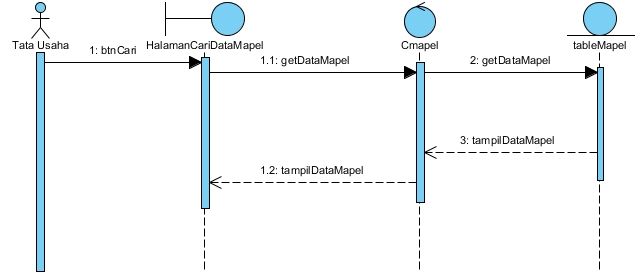 Tata Usaha
HalamanCariDataMapel
Cmapel
tableMapel
1: btnCari
1.1: getDataMapel
2: getDataMapel
3: tampilDataMapel
1.2: tampilDataMapel